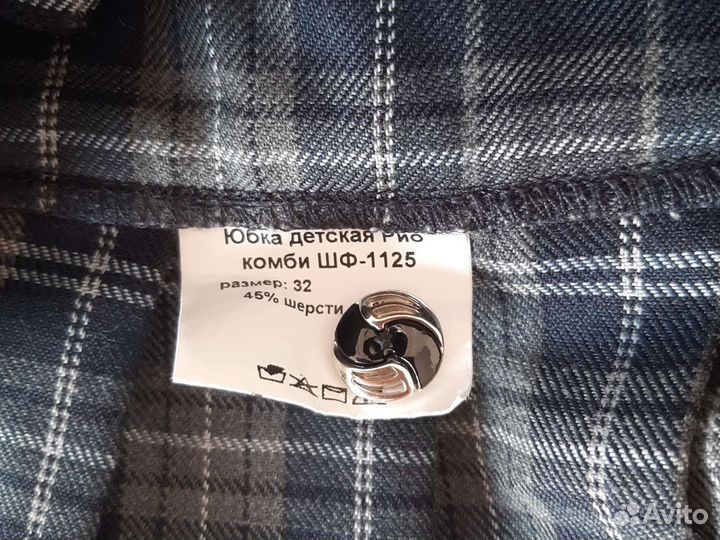 Юбка детская Рио
комби ШФ-1125
размер: 32
45% шерсти
Avito